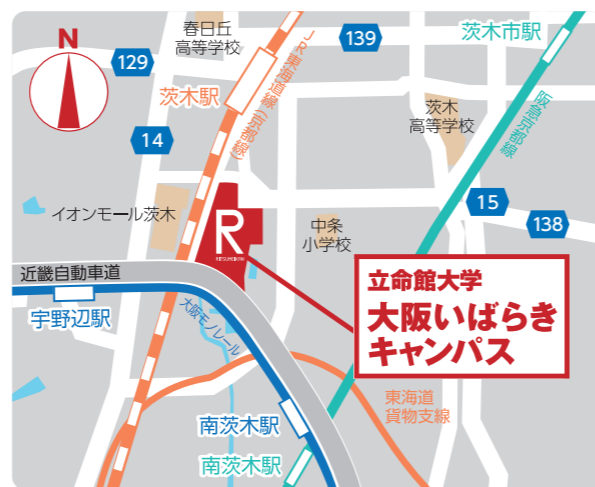 春日丘
高等学校
139
茨木市駅
N
129
JR東海道線（京都線）
茨木駅
茨木
高等学校
阪急京都線
14
15
138
イオンモール茨木
R
RITSUMEIKAN
中条
小学校
近畿自動車道
立命館大学
大阪いばらき
キャンパス
宇野辺駅
大阪モノレール
東海道
貨物支線
南茨木駅
南茨木駅